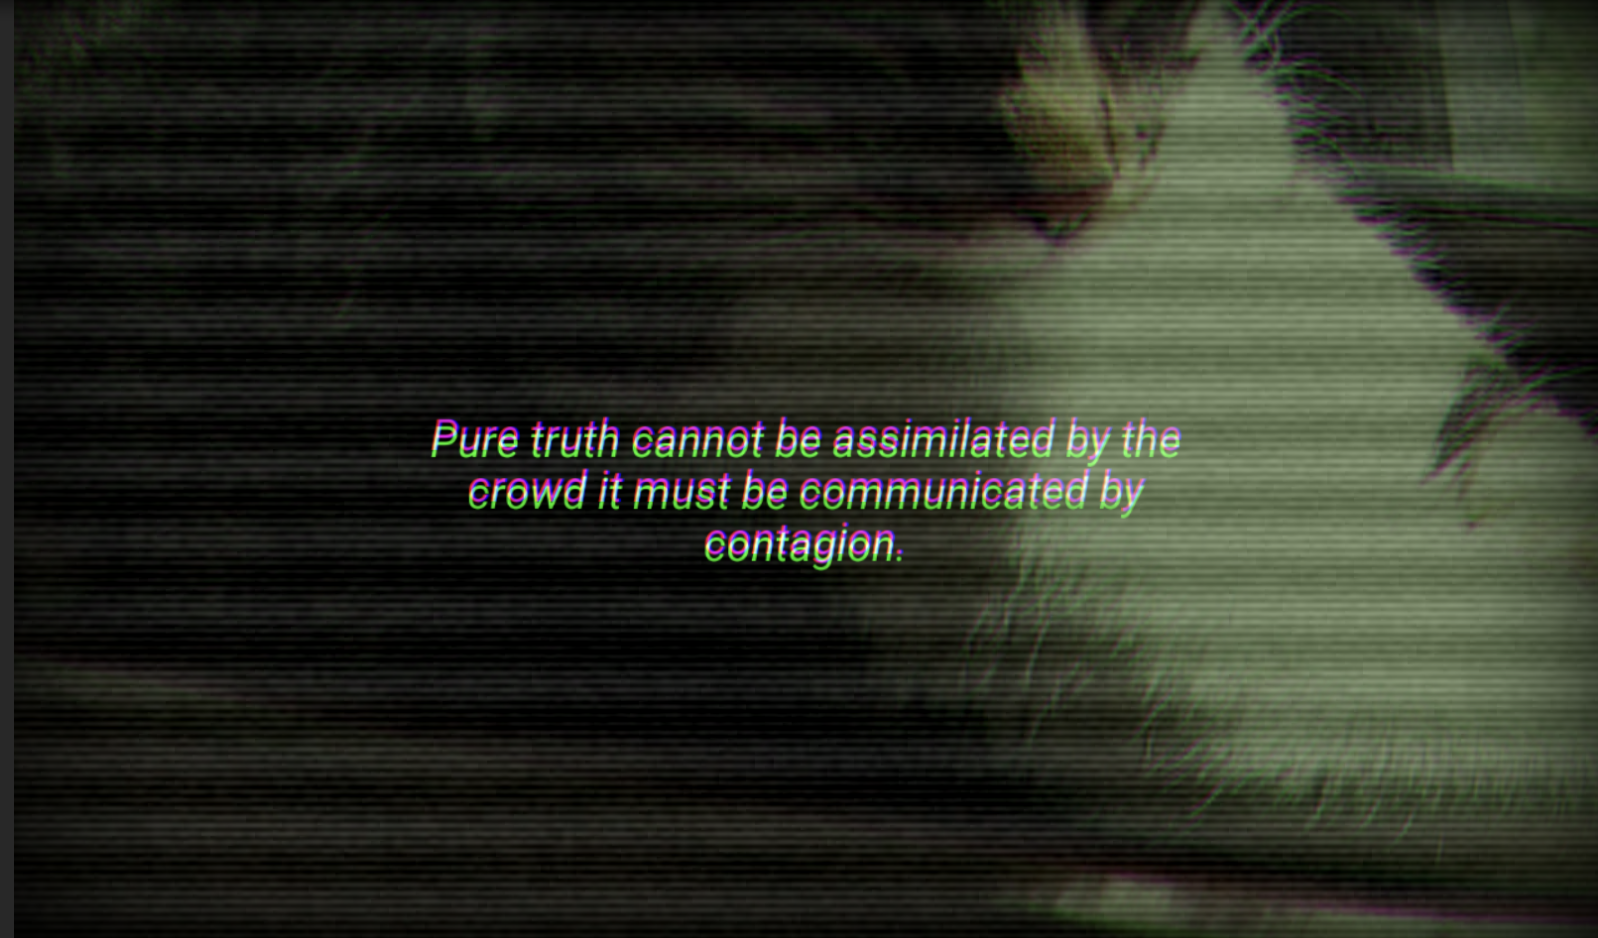 Pure truth cannot be assimilated by the
crowd it must be communicated by
contagion.